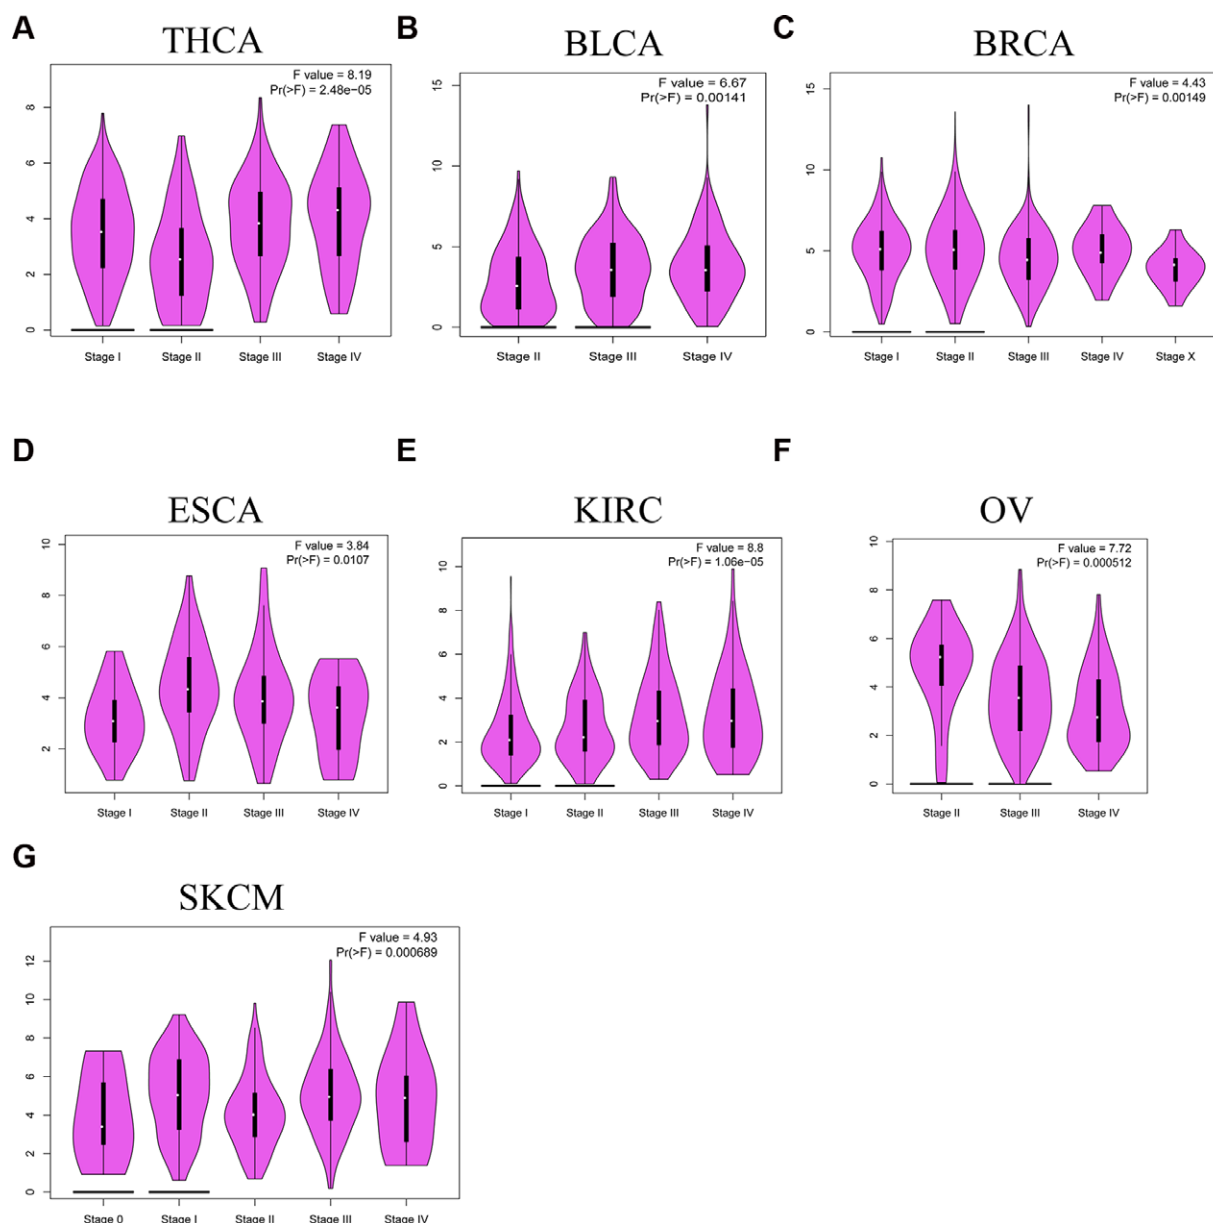 A
THCA
F value = 8.19
Pr(>F) = 2.48e−05
8
6
4
2
0
Stage I
Stage II
Stage III
Stage IV
B
BLCA
F value = 6.67
Pr(>F) = 0.00141
15
10
5
0
Stage II
Stage III
Stage IV
C
BRCA
F value = 4.43
Pr(>F) = 0.00149
15
10
5
0
Stage I
Stage II
Stage III
Stage IV
Stage X
D
ESCA
F value = 3.84
Pr(>F) = 0.0107
10
8
6
4
2
Stage I
Stage II
Stage III
Stage IV
E
KIRC
F value = 8.8
Pr(>F) = 1.06e−05
10
8
6
4
2
0
Stage I
Stage II
Stage III
Stage IV
F
OV
F value = 7.72
Pr(>F) = 0.000512
10
8
6
4
2
0
Stage II
Stage III
Stage IV
G
SKCM
F value = 4.93
Pr(>F) = 0.000689
12
10
8
6
4
2
0
Stage 0
Stage I
Stage II
Stage III
Stage IV